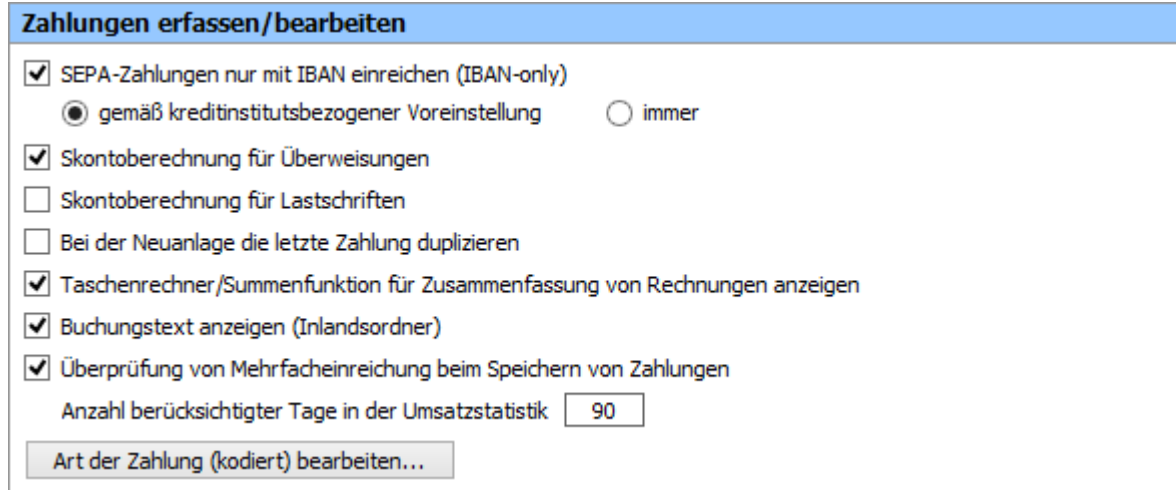 Zahlungen erfassen/bearbeiten
SEPA-Zahlungen nur mit IBAN einreichen (IBAN-only)
gemäß kreditinstitutsbezogener Voreinstellung immer
Skontoberechnung für Überweisungen
Skontoberechnung für Lastschriften
Bei der Neuanlage die letzte Zahlung duplizieren
Taschenrechner/Summenfunktion für Zusammenfassung von Rechnungen anzeigen
Buchungstext anzeigen (Inlandsordner)
Überprüfung von Mehrfacheinreichung beim Speichern von Zahlungen
Anzahl berücksichtigter Tage in der Umsatzstatistik 90
Art der Zahlung (kodiert) bearbeiten...